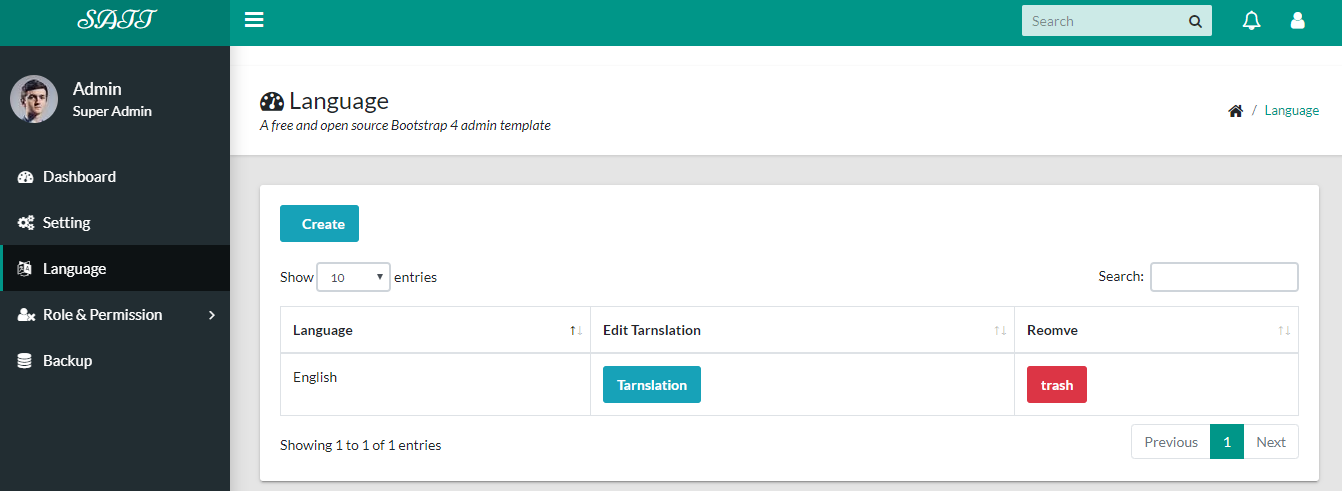 SATT
Search
Admin
Super Admin
Dashboard
Setting
Language
Role & Permission
Backup
Language
A free and open source Bootstrap 4 admin template
/ Language
Create
Show 10 entries
Search:
Language Edit Tarnslation Reomve
English Tarnslation trash
Showing 1 to 1 of 1 entries
Previous 1 Next